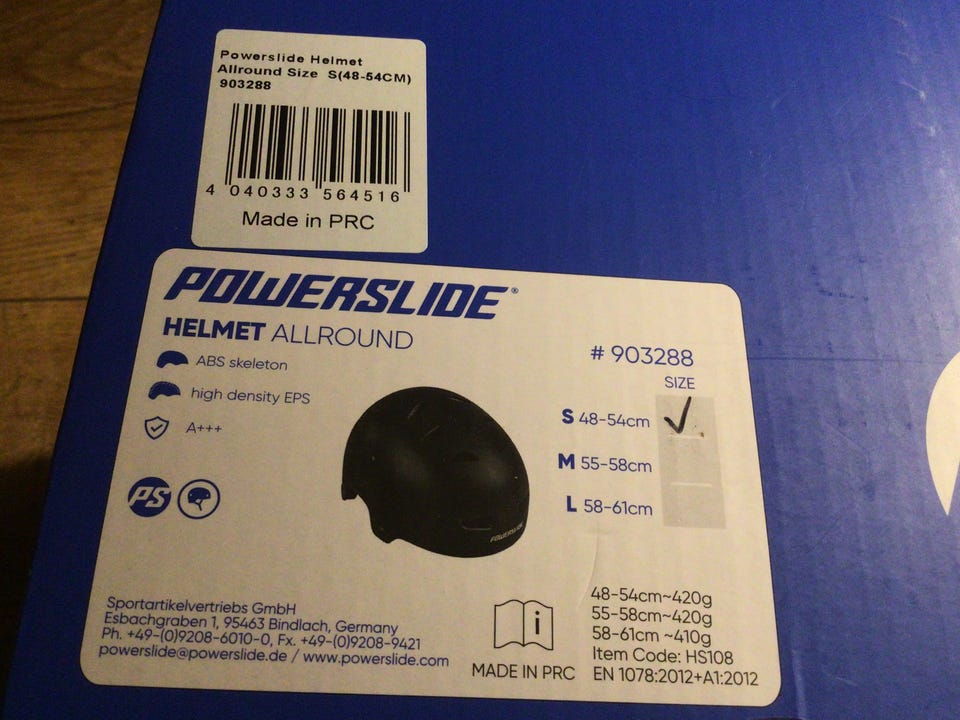 Powerslide Helmet
Allround Size S(48-54CM)
903288
4 040333 564516
Made in PRC
POWERSLIDE®
HELMET ALLROUND
ABS skeleton
high density EPS
A+++
PS
# 903288
SIZE
S 48-54cm
M 55-58cm
L 58-61cm
POWERSLIDE
Sportartikelvertriebs GmbH
Esbachgraben 1, 95463 Bindlach, Germany
Ph. +49-(0)9208-6010-0, Fx. +49-(0)9208-9421
powerslide@powerslide.de / www.powerslide.com
i
MADE IN PRC
48-54cm~420g
55-58cm~420g
58-61cm ~410g
Item Code: HS108
EN 1078:2012+A1:2012